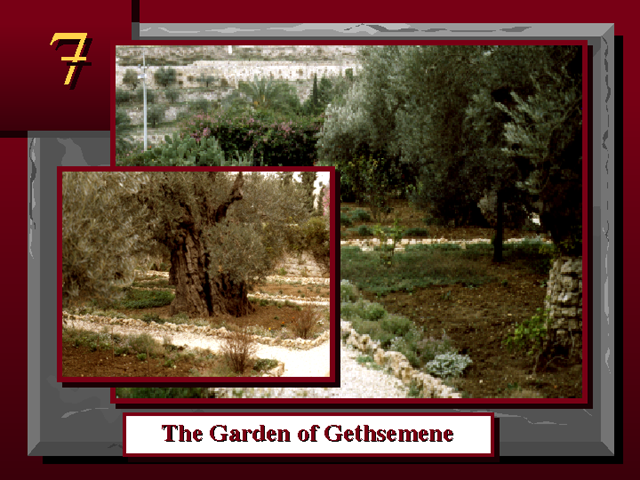 7
The Garden of Gethsemene